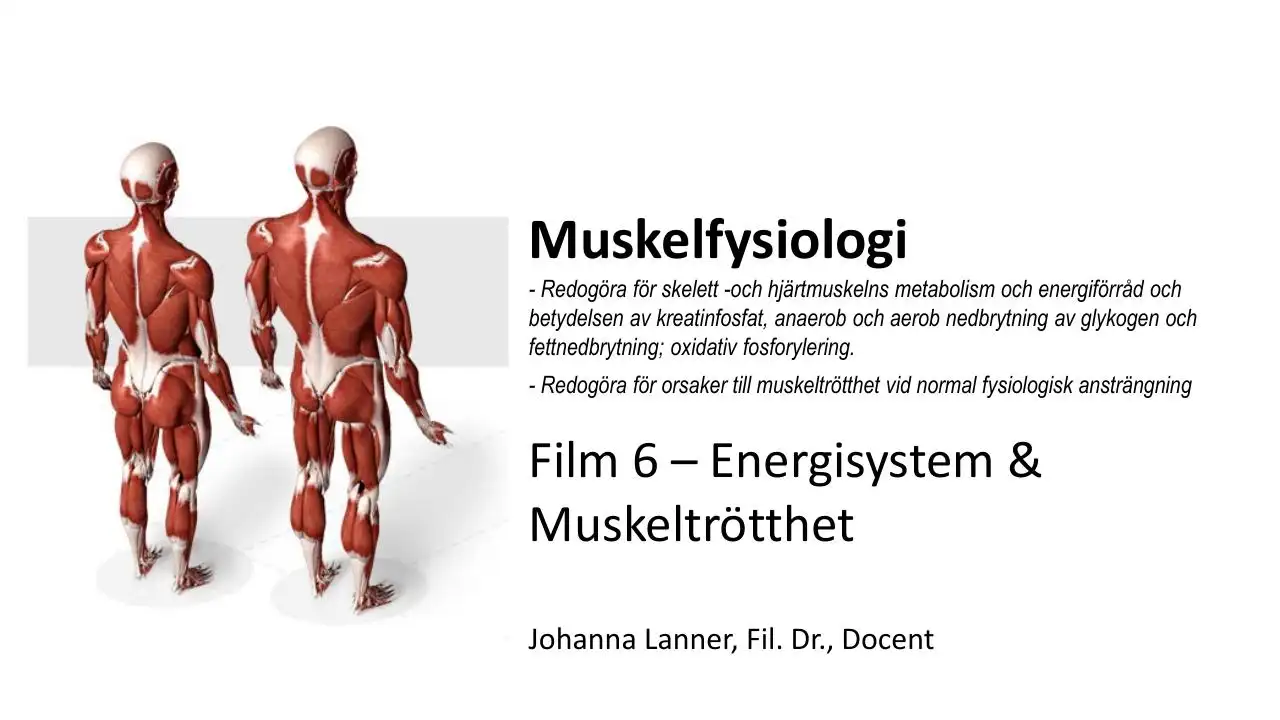 Muskelfysiologi
- Redogöra för skelett -och hjärtmuskelns metabolism och energiförråd och
betydelsen av kreatinfosfat, anaerob och aerob nedbrytning av glykogen och
fettnedbrytning; oxidativ fosforylering.
- Redogöra för orsaker till muskeltrötthet vid normal fysiologisk ansträngning
Film 6 – Energisystem &
Muskeltrötthet
Johanna Lanner, Fil. Dr., Docent